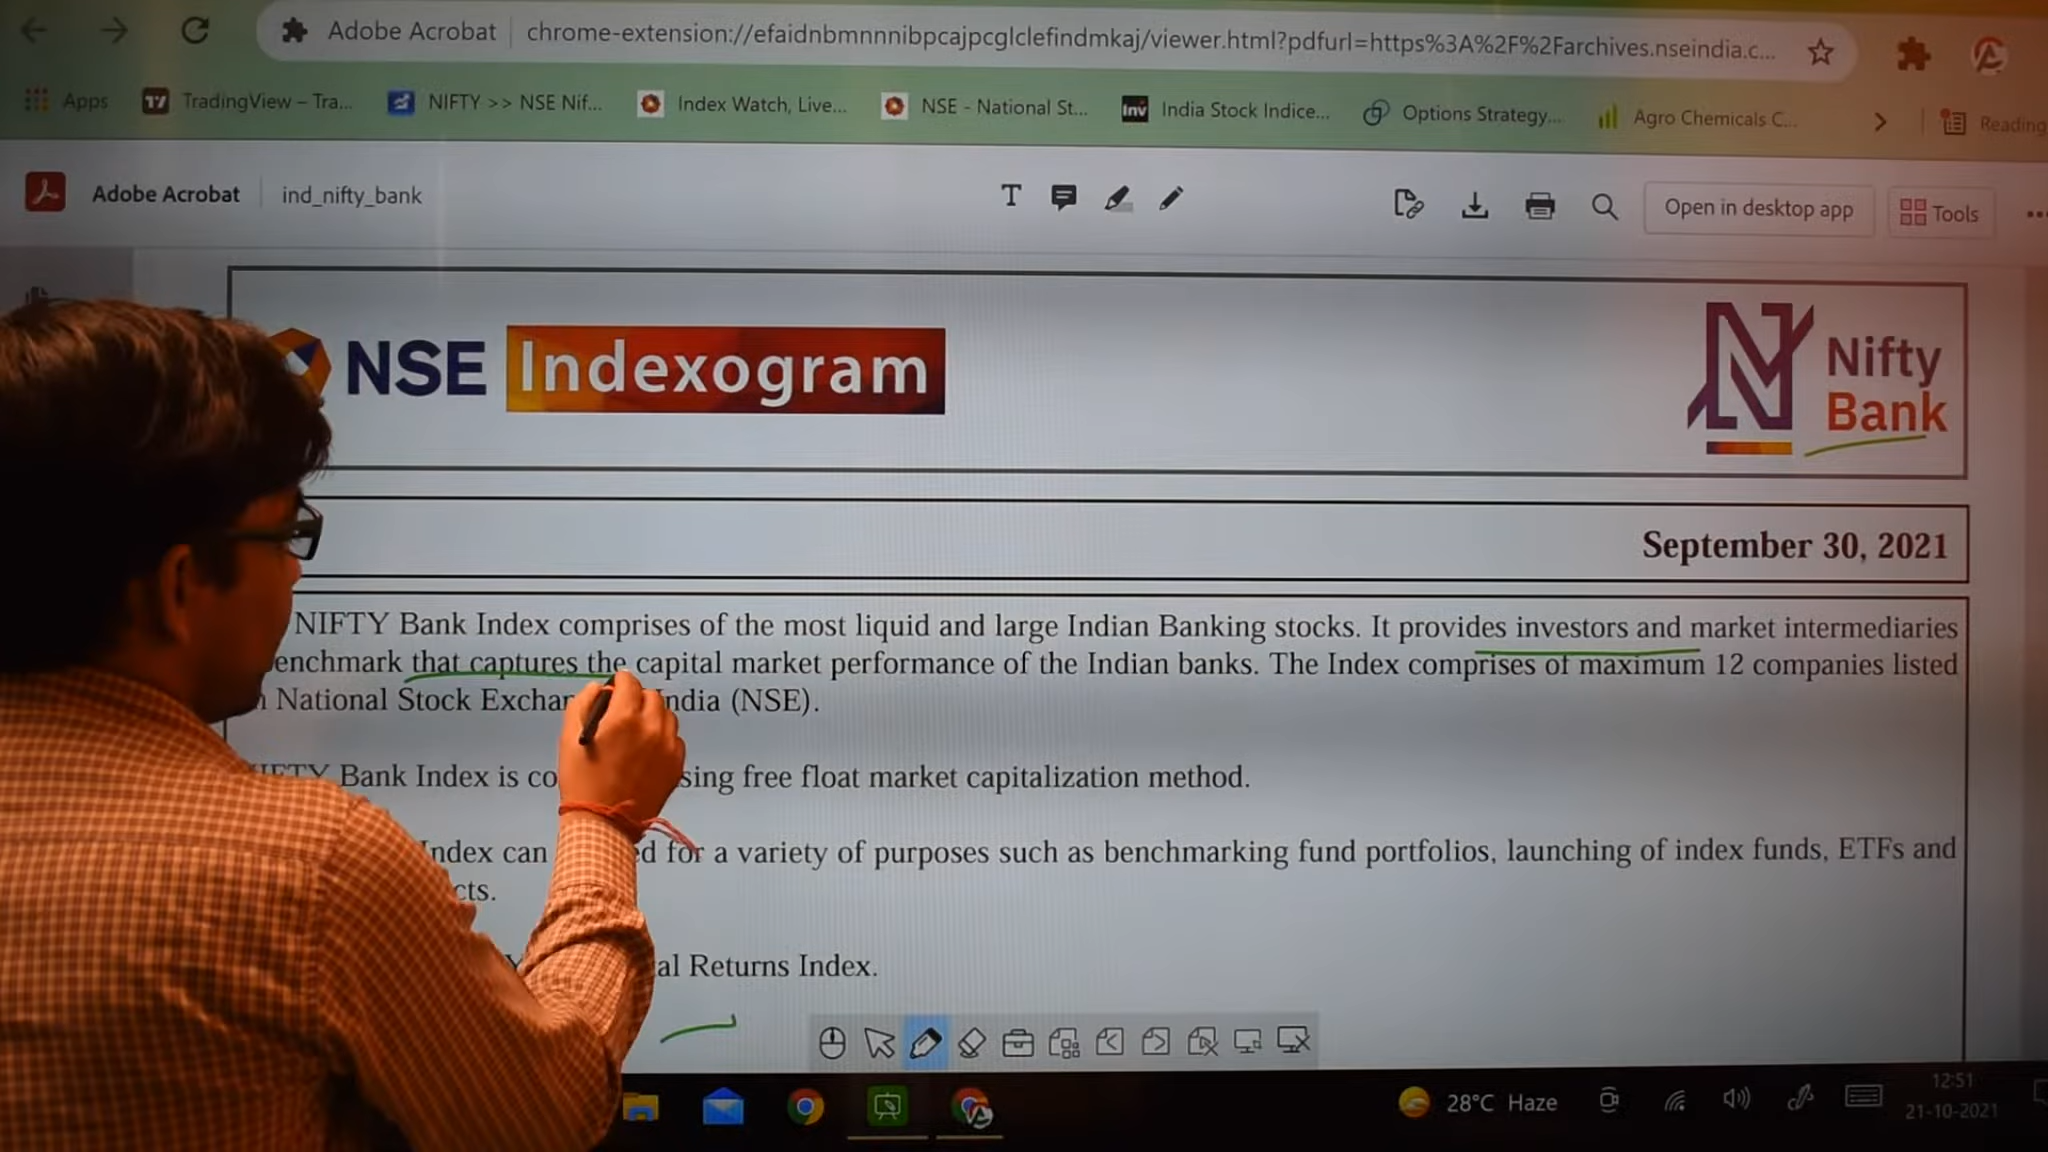 Adobe Acrobat chrome-extension://efaidnbmnnnibpcajpcglclefindmkaj/viewer.html?pdfurl=https%3A%2F%2Farchives.nseindia.c...
Apps TradingView – Tra... NIFTY >> NSE Nif... Index Watch, Live... NSE - National St... Inv India Stock Indice... Options Strategy,... Agro Chemicals C... Reading
Adobe Acrobat ind_nifty_bank T Open in desktop app Tools
NSE Indexogram
Nifty
Bank
September 30, 2021
NIFTY Bank Index comprises of the most liquid and large Indian Banking stocks. It provides investors and market intermediaries
enchmark that captures the capital market performance of the Indian banks. The Index comprises of maximum 12 companies listed
National Stock Exchan ndia (NSE).
Bank Index is co sing free float market capitalization method.
Index can ed for a variety of purposes such as benchmarking fund portfolios, launching of index funds, ETFs and
cts.
al Returns Index.
28°C Haze
12:51
21-10-2021